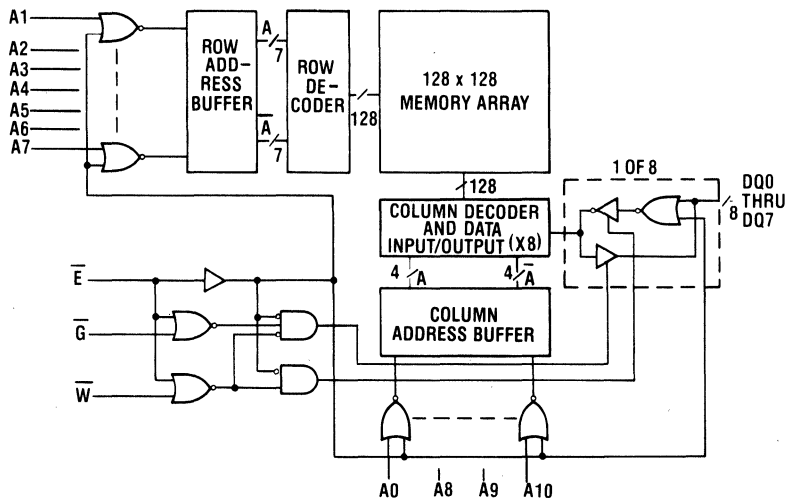 A1
A2
A3
A4
A5
A6
A7
ROW
ADD-
RESS
BUFFER
A
7
A̅
7
ROW
DE-
CODER
128
128 x 128
MEMORY ARRAY
128
1 OF 8
DQ0
THRU
DQ7
8
COLUMN DECODER
AND DATA
INPUT/OUTPUT (X8)
4 A
4 A̅
COLUMN
ADDRESS BUFFER
E̅
G̅
W̅
A0
A8
A9
A10